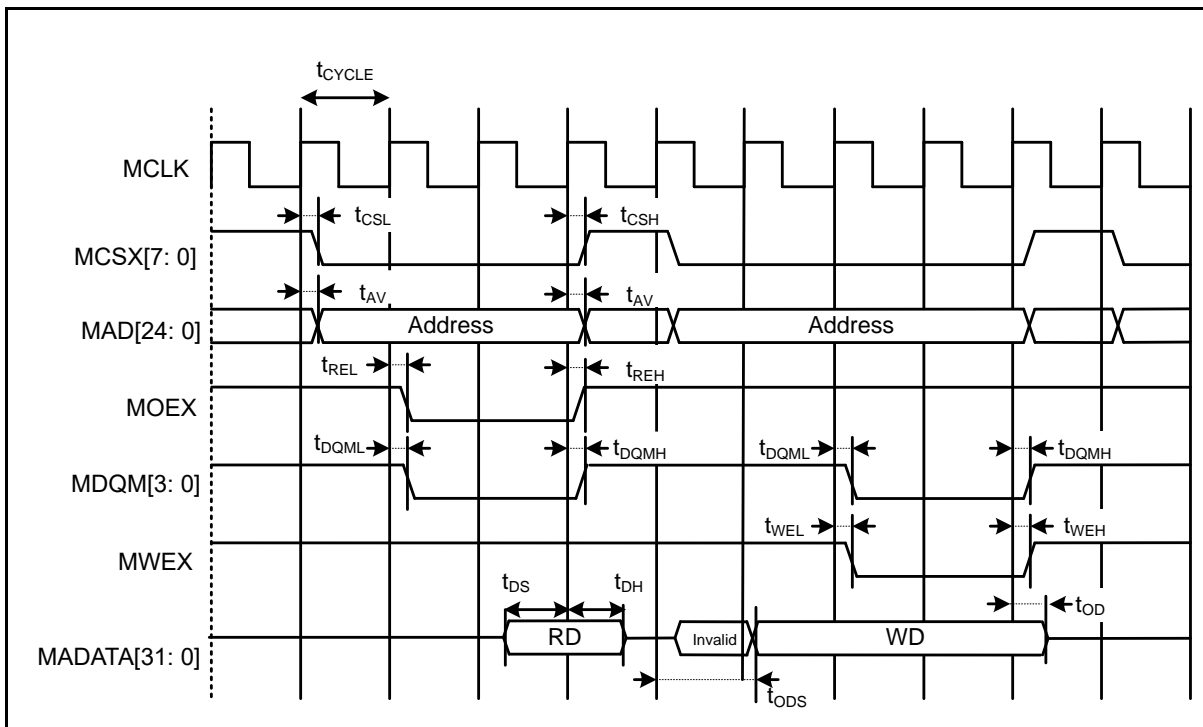 tCYCLE
MCLK
tCSL
tCSH
MCSX[7: 0]
tAV
tAV
MAD[24: 0]
Address
Address
tREL
tREH
MOEX
tDQML
tDQMH
tDQML
tDQMH
MDQM[3: 0]
tWEL
tWEH
MWEX
tDS
tDH
tOD
MADATA[31: 0]
RD
Invalid
WD
tODS